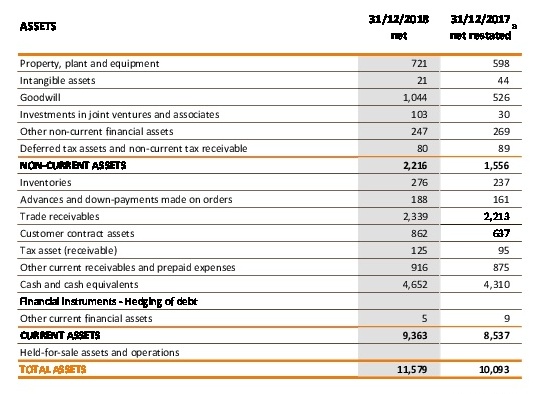 ASSETS 31/12/2018 net 31/12/2017 net restated a
Property, plant and equipment 721 598
Intangible assets 21 44
Goodwill 1,044 526
Investments in joint ventures and associates 103 30
Other non-current financial assets 247 269
Deferred tax assets and non-current tax receivable 80 89
NON-CURRENT ASSETS 2,216 1,556
Inventories 276 237
Advances and down-payments made on orders 188 161
Trade receivables 2,339 2,213
Customer contract assets 862 637
Tax asset (receivable) 125 95
Other current receivables and prepaid expenses 916 875
Cash and cash equivalents 4,652 4,310
Financial instruments - Hedging of debt
Other current financial assets 5 9
CURRENT ASSETS 9,363 8,537
Held-for-sale assets and operations
TOTAL ASSETS 11,579 10,093